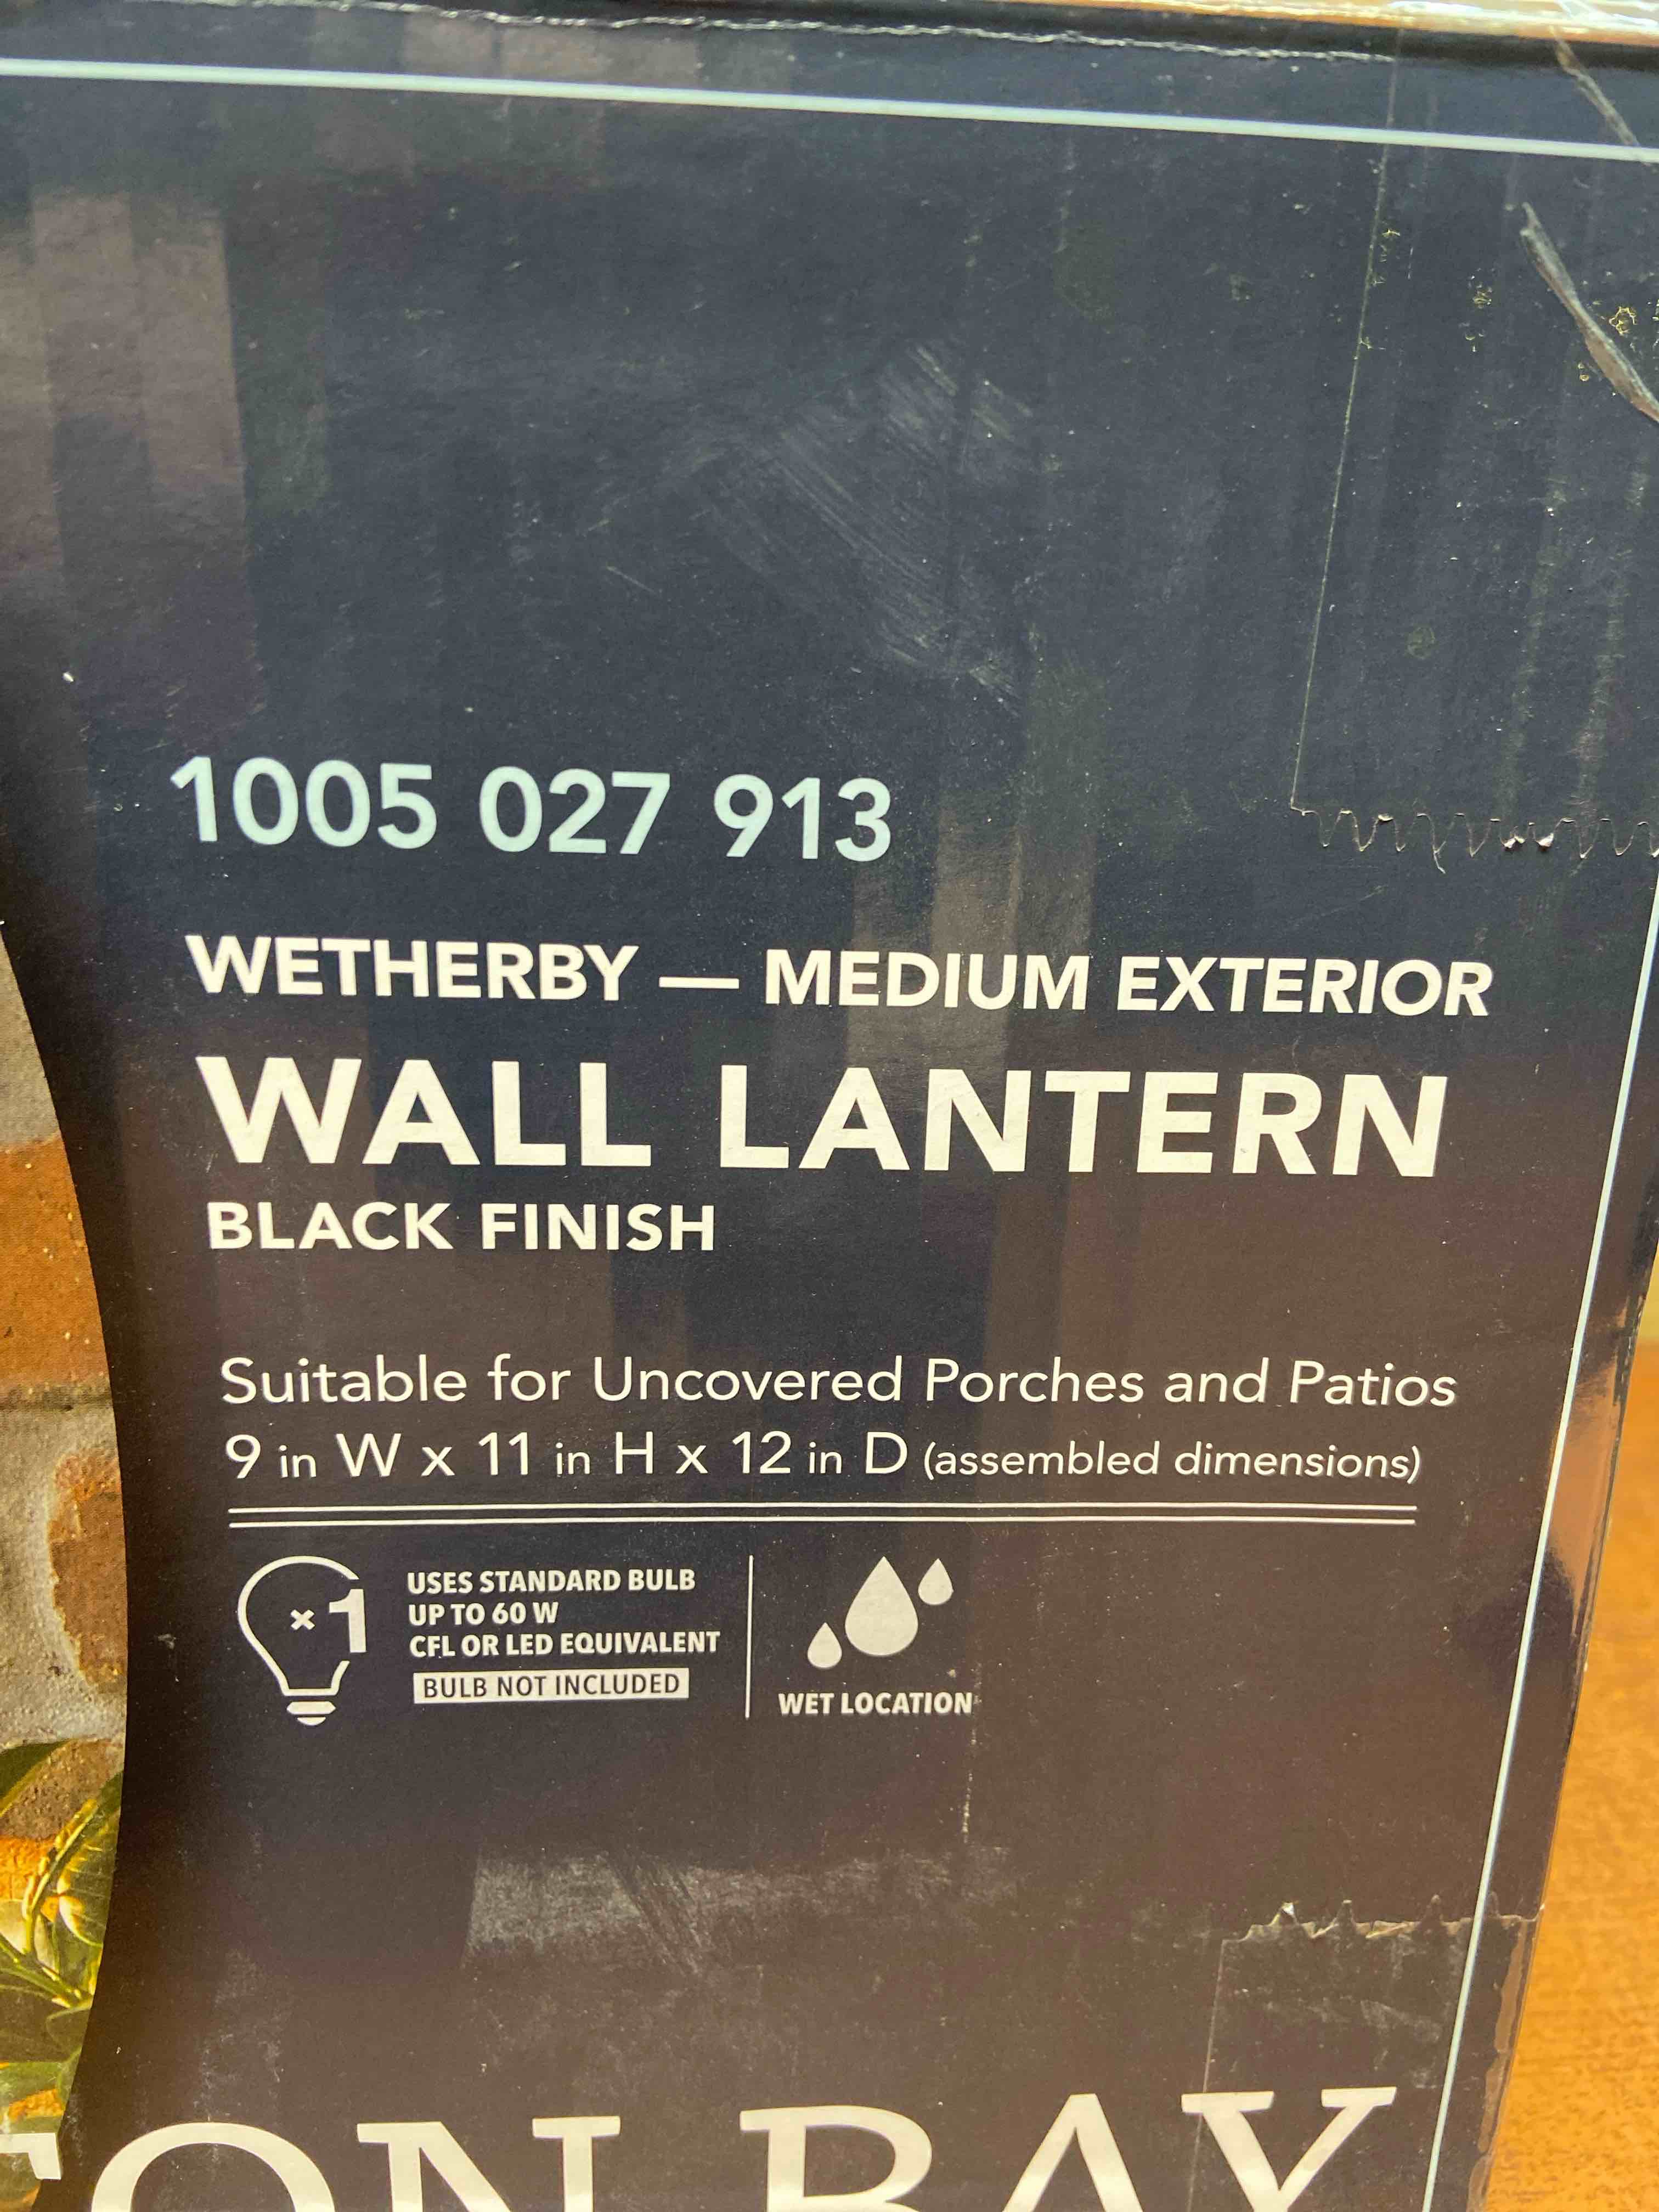 1005 027 913
WETHERBY — MEDIUM EXTERIOR
WALL LANTERN
BLACK FINISH
Suitable for Uncovered Porches and Patios
9 in W x 11 in H x 12 in D (assembled dimensions)
x 1
USES STANDARD BULB
UP TO 60 W
CFL OR LED EQUIVALENT
BULB NOT INCLUDED
WET LOCATION
TON BAY